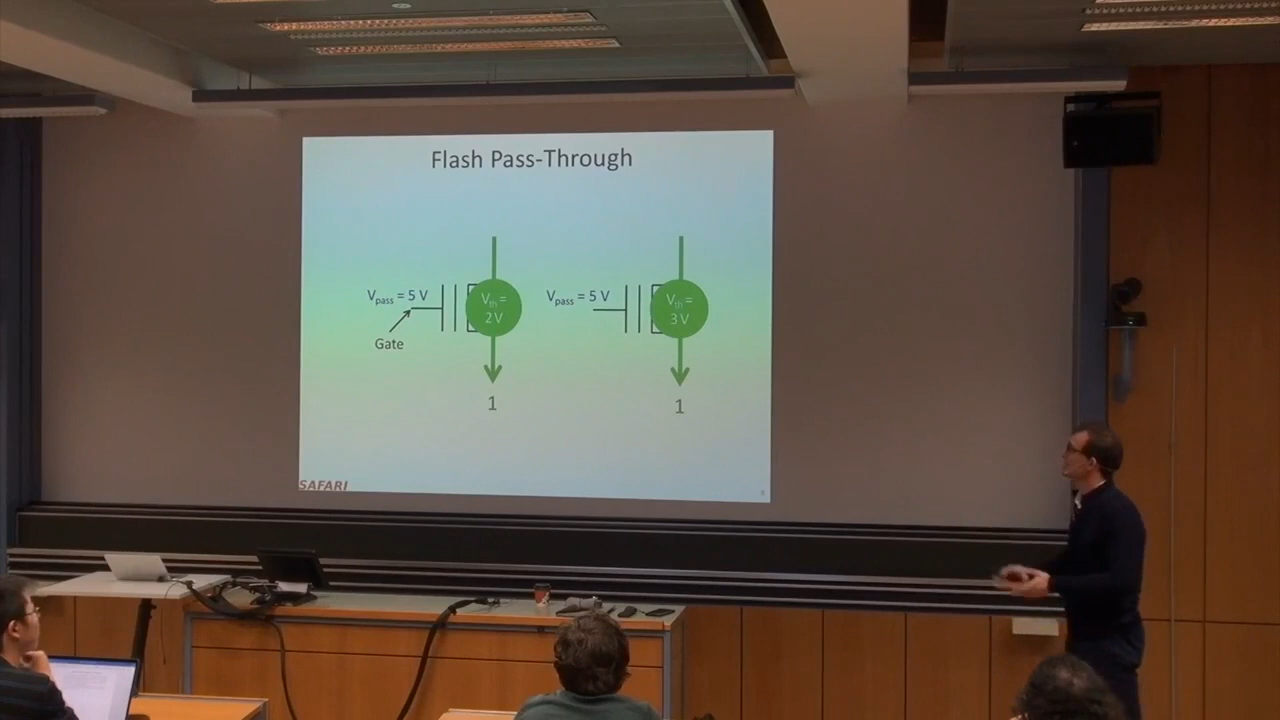 Flash Pass-Through
Vpass = 5 V
Vth =
2 V
Vpass = 5 V
Vth =
3 V
Gate
1
1
SAFARI